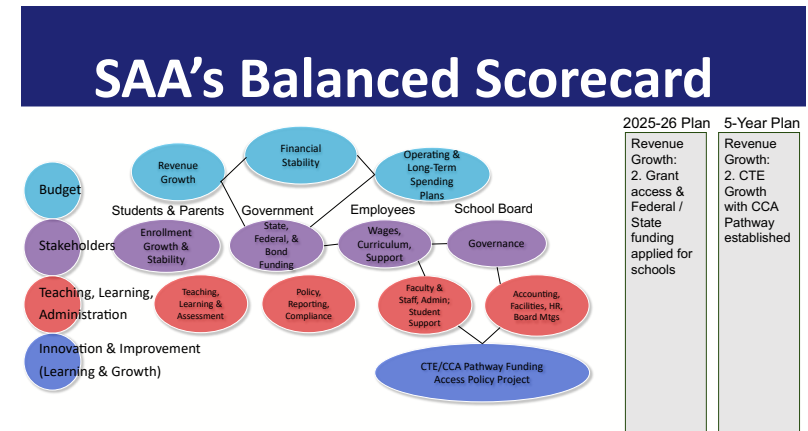 SAA's Balanced Scorecard
2025-26 Plan
5-Year Plan
Revenue
Growth:
2. Grant
access &
Federal /
State
funding
applied for
schools
Revenue
Growth:
2. CTE
Growth
with CCA
Pathway
established
Budget
Revenue
Growth
Financial
Stability
Operating &
Long-Term
Spending
Plans
Students & Parents
Government
Employees
School Board
Stakeholders
Enrollment
Growth &
Stability
State,
Federal, &
Bond
Funding
Wages,
Curriculum,
Support
Governance
Teaching, Learning,
Administration
Teaching,
Learning &
Assessment
Policy,
Reporting,
Compliance
Faculty &
Staff, Admin;
Student
Support
Accounting,
Facilities, HR,
Board Mtgs
Innovation & Improvement
(Learning & Growth)
CTE/CCA Pathway Funding
Access Policy Project